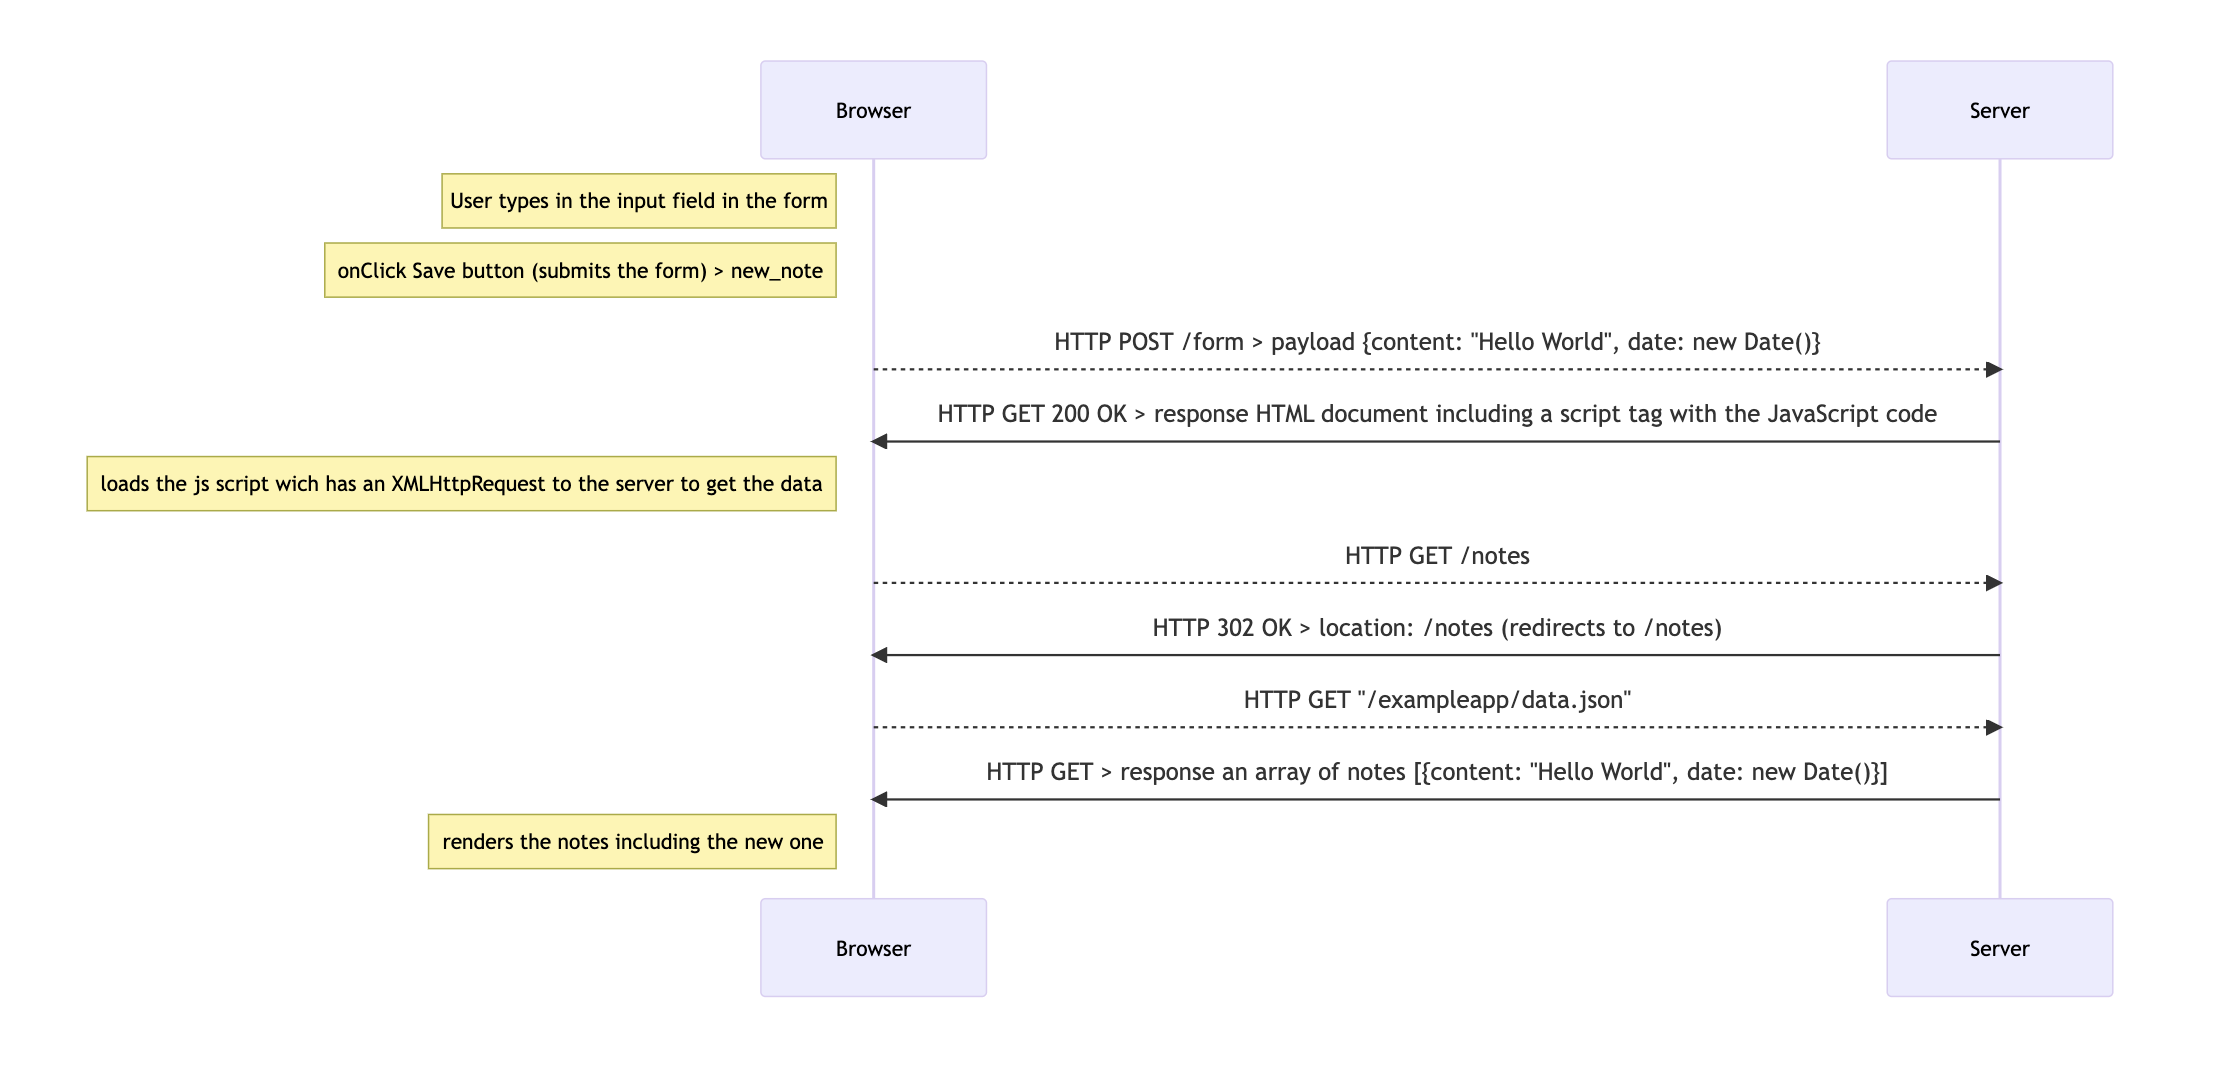 Browser
Server
User types in the input field in the form
onClick Save button (submits the form) > new_note
HTTP POST /form > payload {content: "Hello World", date: new Date()}
HTTP GET 200 OK > response HTML document including a script tag with the JavaScript code
loads the js script wich has an XMLHttpRequest to the server to get the data
HTTP GET /notes
HTTP 302 OK > location: /notes (redirects to /notes)
HTTP GET "/exampleapp/data.json"
HTTP GET > response an array of notes [{content: "Hello World", date: new Date()}]
renders the notes including the new one
Browser
Server